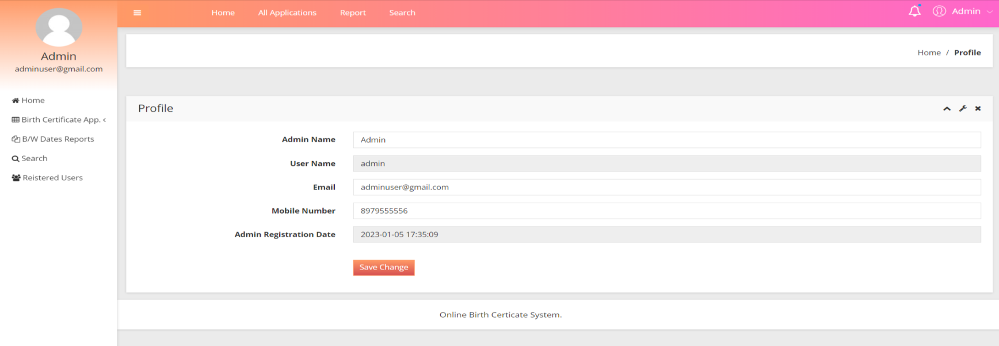 Home All Applications Report Search Admin
Admin
adminuser@gmail.com
Home
Birth Certificate App.
B/W Dates Reports
Search
Reistered Users
Home / Profile
Profile
Admin Name Admin
User Name admin
Email adminuser@gmail.com
Mobile Number 8979555556
Admin Registration Date 2023-01-05 17:35:09
Save Change
Online Birth Certicate System.